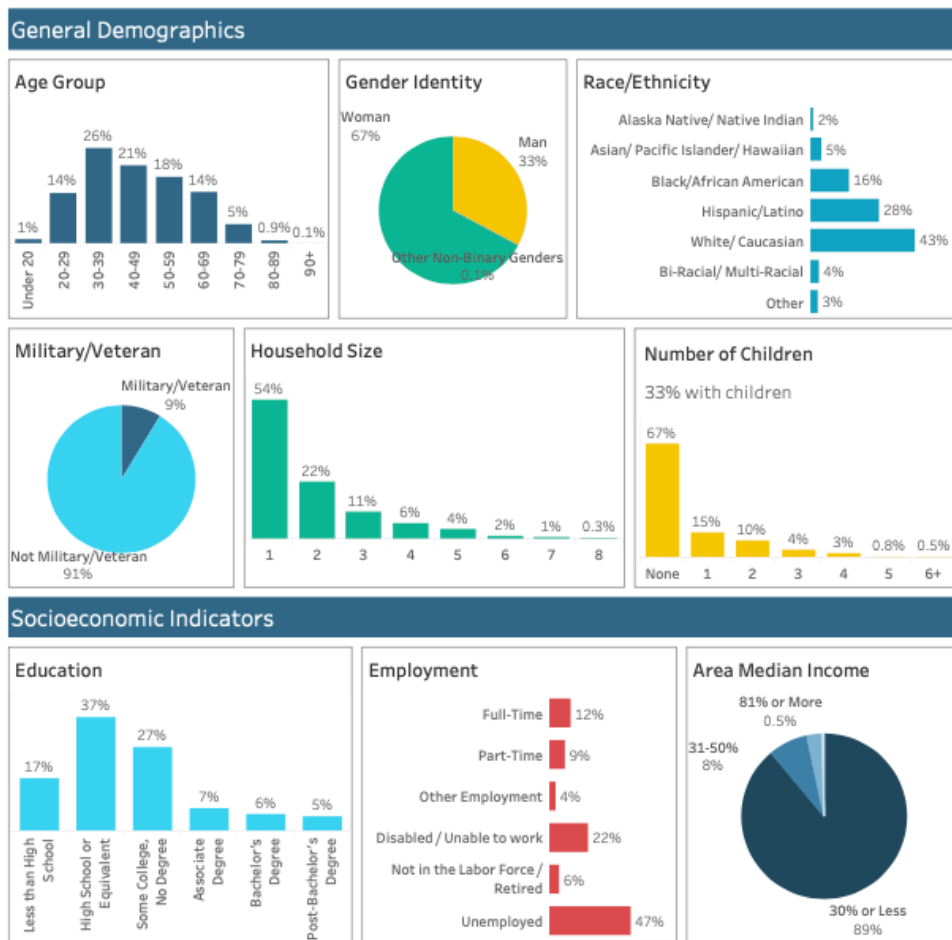 General Demographics
Age Group
1%
14%
26%
21%
18%
14%
5%
0.9%
0.1%
Under 20
20-29
30-39
40-49
50-59
60-69
70-79
80-89
90+
Gender Identity
Woman
67%
Man
33%
Other Non-Binary Genders
0.1%
Race/Ethnicity
Alaska Native/ Native Indian 2%
Asian/ Pacific Islander/ Hawaiian 5%
Black/African American 16%
Hispanic/Latino 28%
White/ Caucasian 43%
Bi-Racial/ Multi-Racial 4%
Other 3%
Military/Veteran
Military/Veteran
9%
Not Military/Veteran
91%
Household Size
54%
22%
11%
6%
4%
2%
1%
0.3%
1 2 3 4 5 6 7 8
Number of Children
33% with children
67%
15%
10%
4%
3%
0.8%
0.5%
None 1 2 3 4 5 6+
Socioeconomic Indicators
Education
17%
37%
27%
7%
6%
5%
Less than High
School
High School or
Equivalent
Some College,
No Degree
Associate
Degree
Bachelor's
Degree
Post-Bachelor's
Degree
Employment
Full-Time 12%
Part-Time 9%
Other Employment 4%
Disabled / Unable to work 22%
Not in the Labor Force /
Retired 6%
Unemployed 47%
Area Median Income
81% or More
0.5%
31-50%
8%
30% or Less
89%